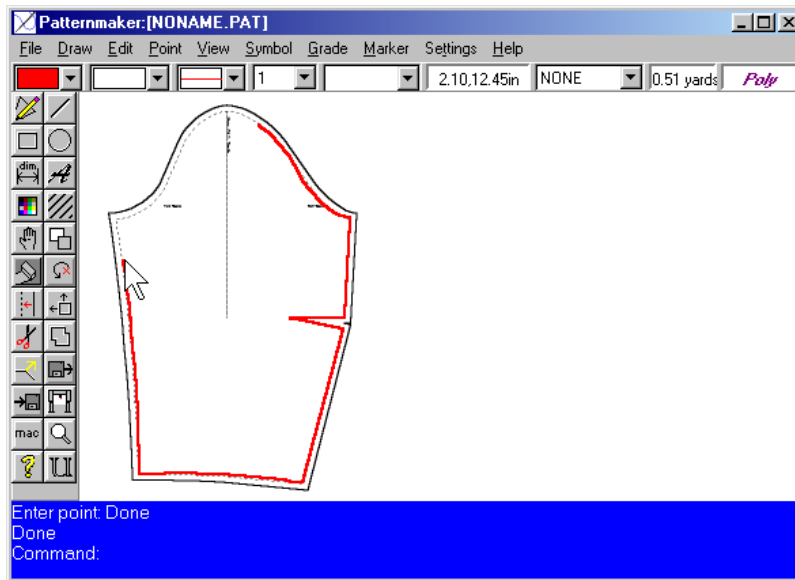 Patternmaker:[NONAME.PAT]
File Draw Edit Point View Symbol Grade Marker Settings Help
1 2.10,12.45in NONE 0.51 yards Poly
dim A
mac
?
Enter point: Done
Done
Command: